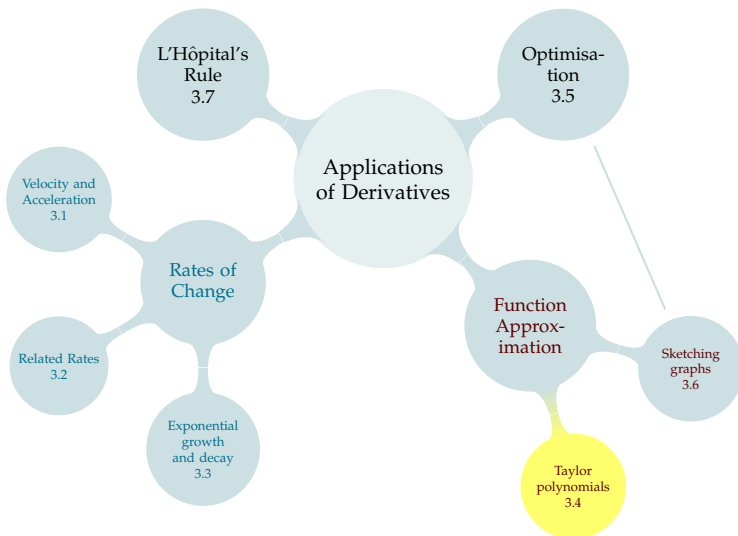 L'Hôpital's
Rule
3.7
Optimisa-
tion
3.5
Applications
of Derivatives
Velocity and
Acceleration
3.1
Rates of
Change
Function
Approx-
imation
Related Rates
3.2
Sketching
graphs
3.6
Exponential
growth
and decay
3.3
Taylor
polynomials
3.4